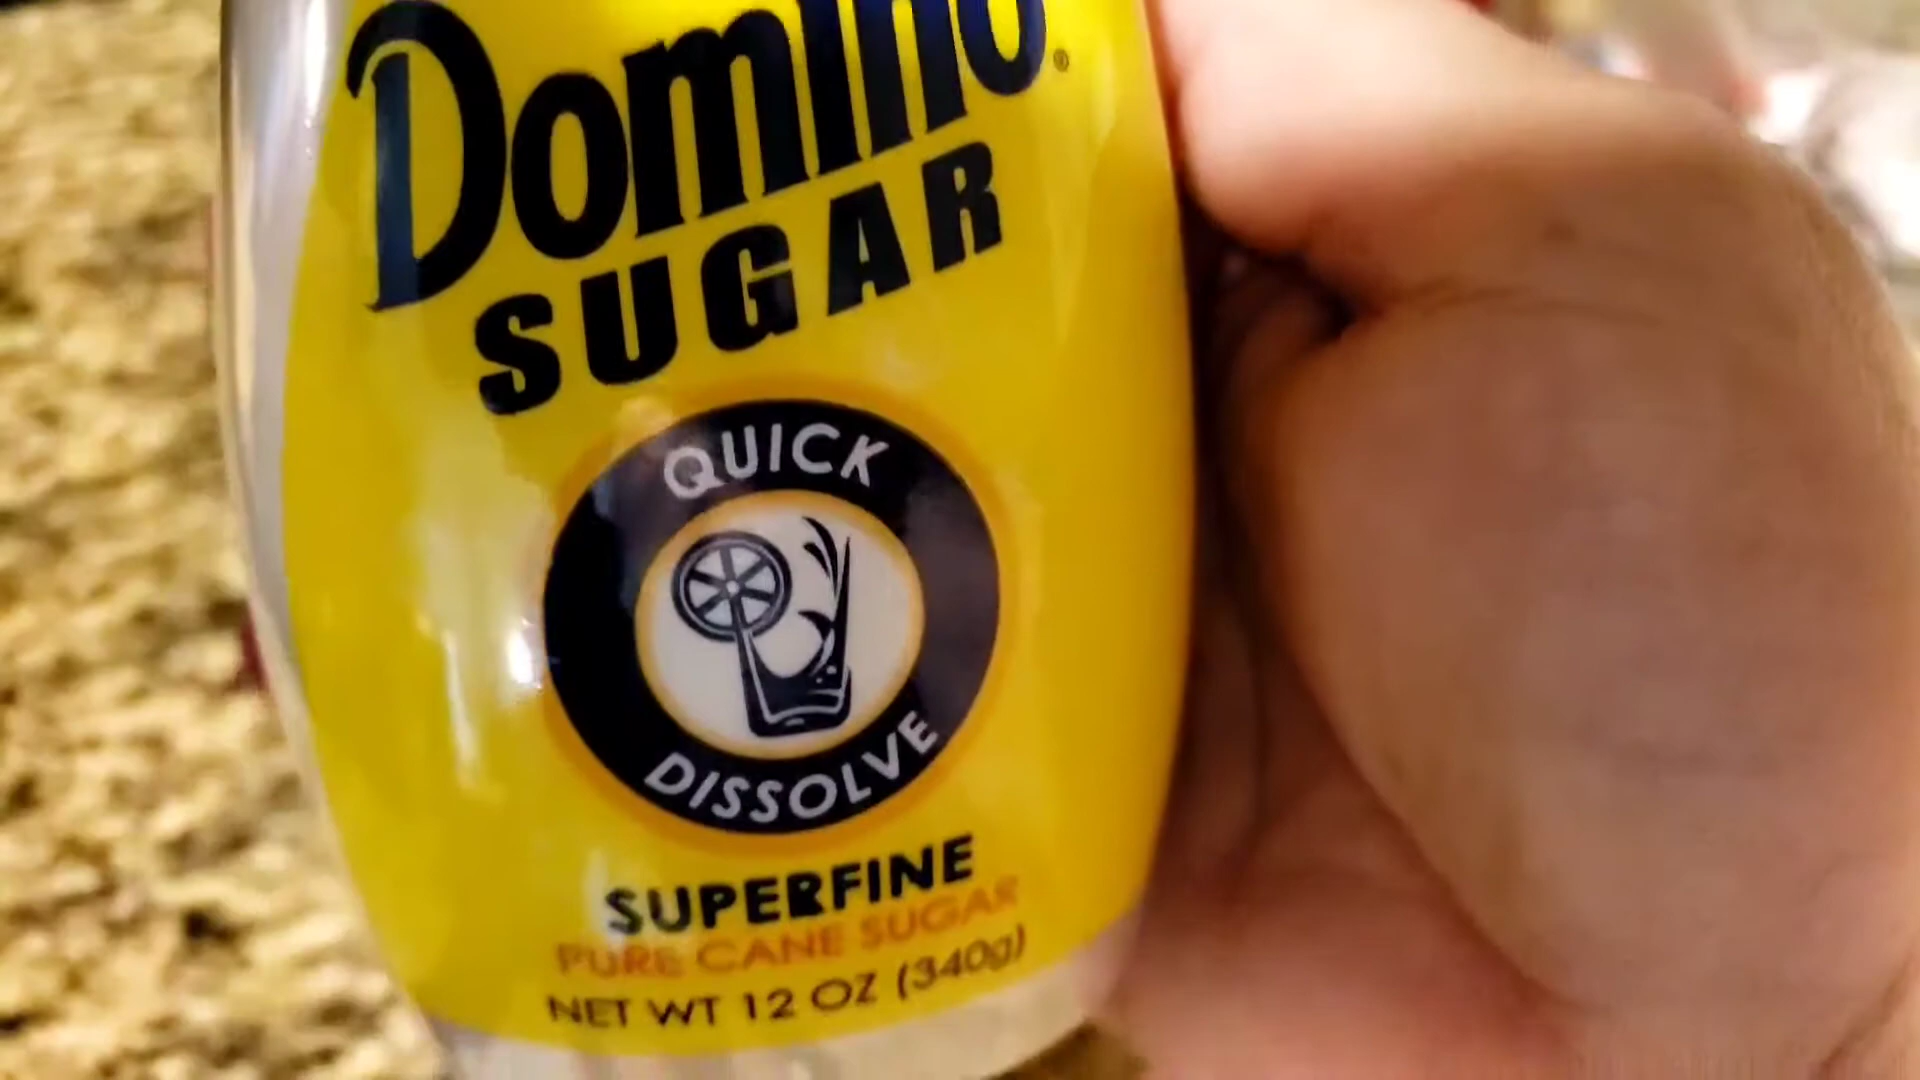 Domino®
SUGAR
QUICK
DISSOLVE
SUPERFINE
PURE CANE SUGAR
NET WT 12 OZ (340g)